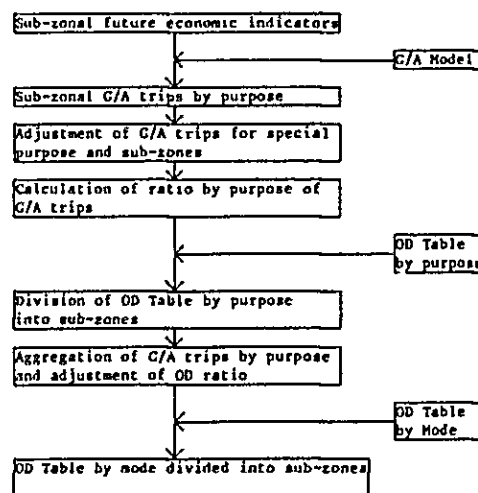 Sub-zonal future economic indicators
G/A Model
Sub-zonal G/A trips by purpose
Adjustment of G/A trips for special
purpose and sub-zones
Calculation of ratio by purpose of
G/A trips
OD Table
by purpose
Division of OD Table by purpose
into sub-zones
Aggregation of G/A trips by purpose
and adjustment of OD ratio
OD Table
by Mode
OD Table by mode divided into sub-zones